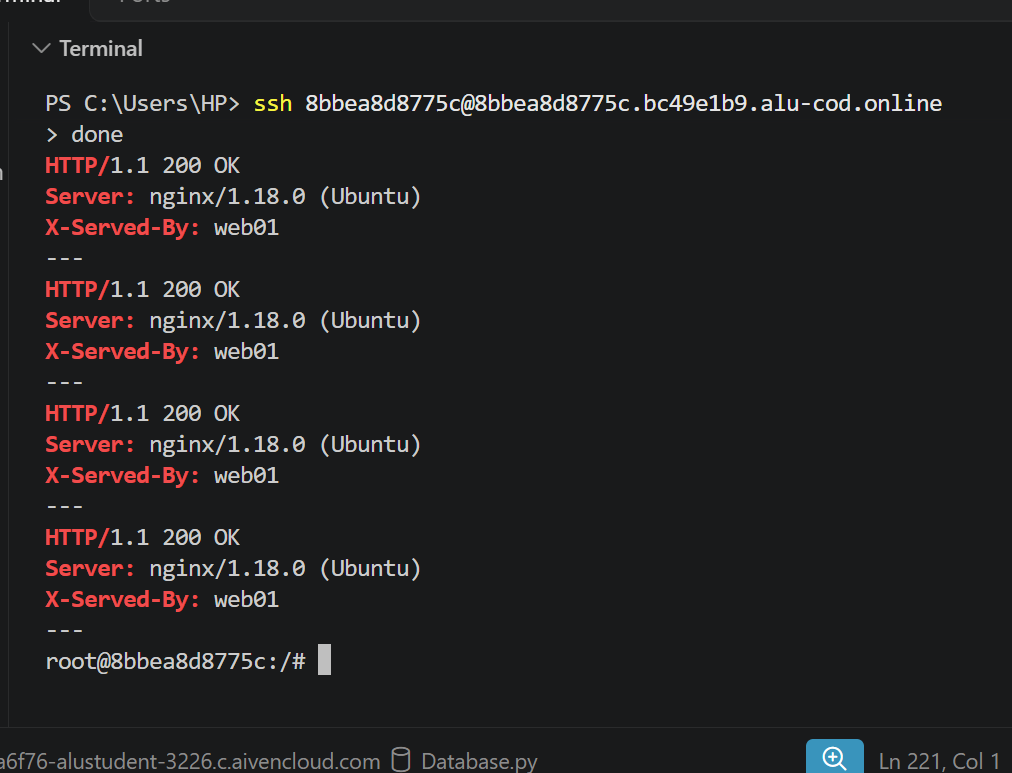 Terminal
PS C:\Users\HP> ssh 8bbea8d8775c@8bbea8d8775c.bc49e1b9.alu-cod.online
> done
HTTP/1.1 200 OK
Server: nginx/1.18.0 (Ubuntu)
X-Served-By: web01
---
HTTP/1.1 200 OK
Server: nginx/1.18.0 (Ubuntu)
X-Served-By: web01
---
HTTP/1.1 200 OK
Server: nginx/1.18.0 (Ubuntu)
X-Served-By: web01
---
HTTP/1.1 200 OK
Server: nginx/1.18.0 (Ubuntu)
X-Served-By: web01
---
root@8bbea8d8775c:/#
a6f76-alustudent-3226.c.aivencloud.com Database.py Ln 221, Col 1